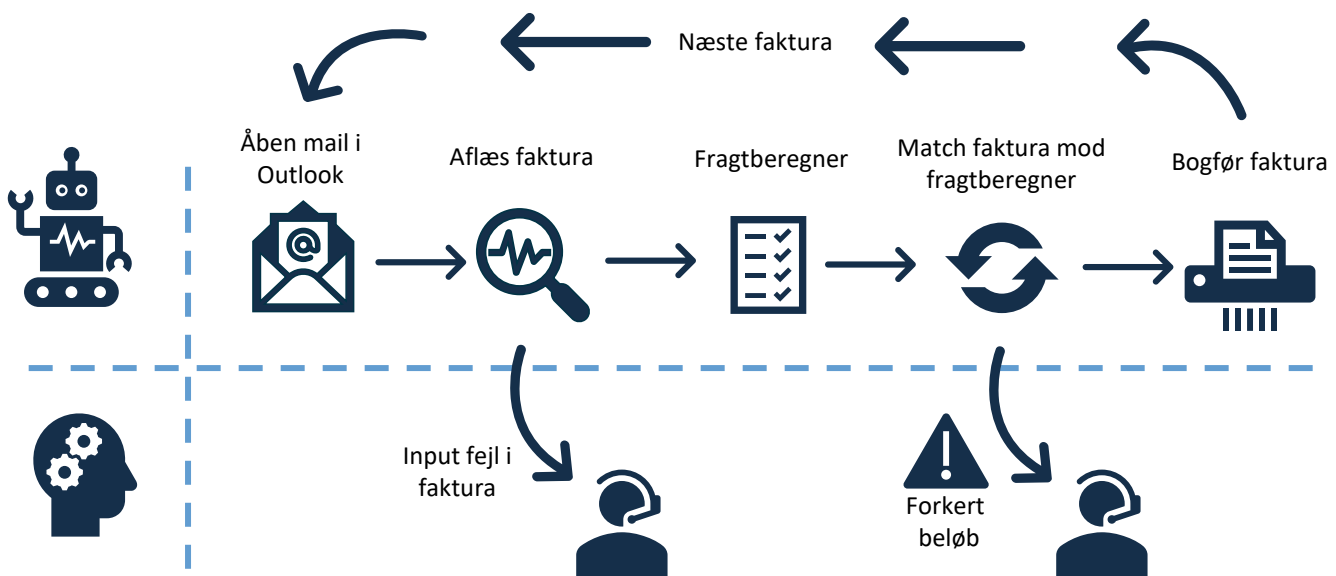 Næste faktura
Åben mail i
Outlook
Aflæs faktura
Fragtberegner
Match faktura mod
fragtberegner
Bogfør faktura
@
Input fejl i
faktura
Forkert
beløb